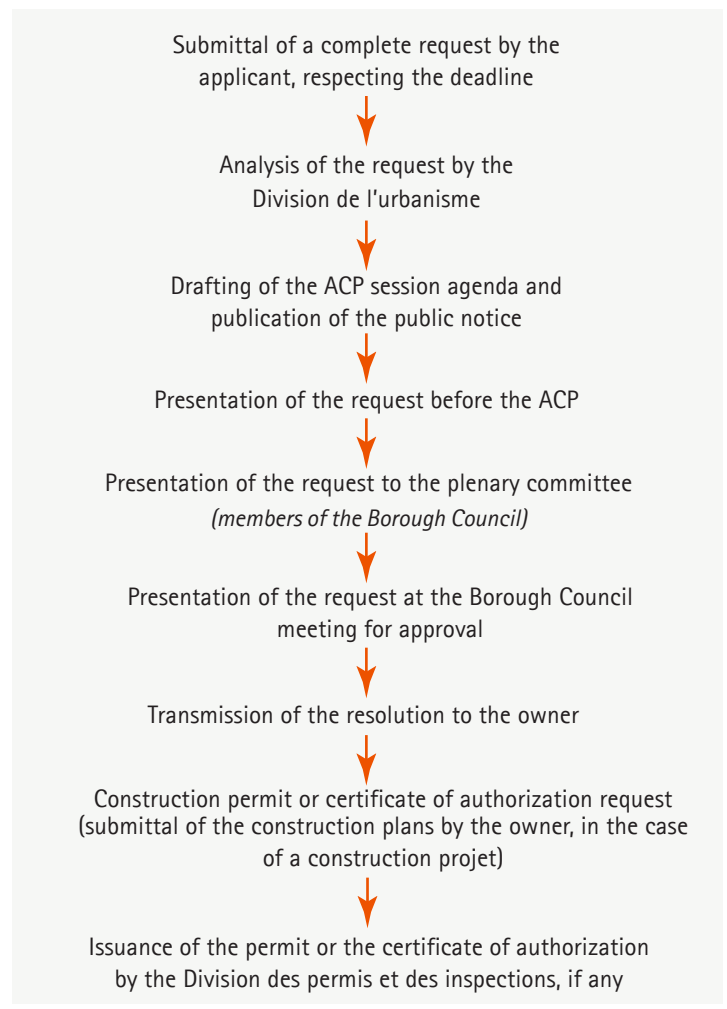 Submittal of a complete request by the
applicant, respecting the deadline
Analysis of the request by the
Division de l'urbanisme
Drafting of the ACP session agenda and
publication of the public notice
Presentation of the request before the ACP
Presentation of the request to the plenary committee
(members of the Borough Council)
Presentation of the request at the Borough Council
meeting for approval
Transmission of the resolution to the owner
Construction permit or certificate of authorization request
(submittal of the construction plans by the owner, in the case
of a construction projet)
Issuance of the permit or the certificate of authorization
by the Division des permis et des inspections, if any